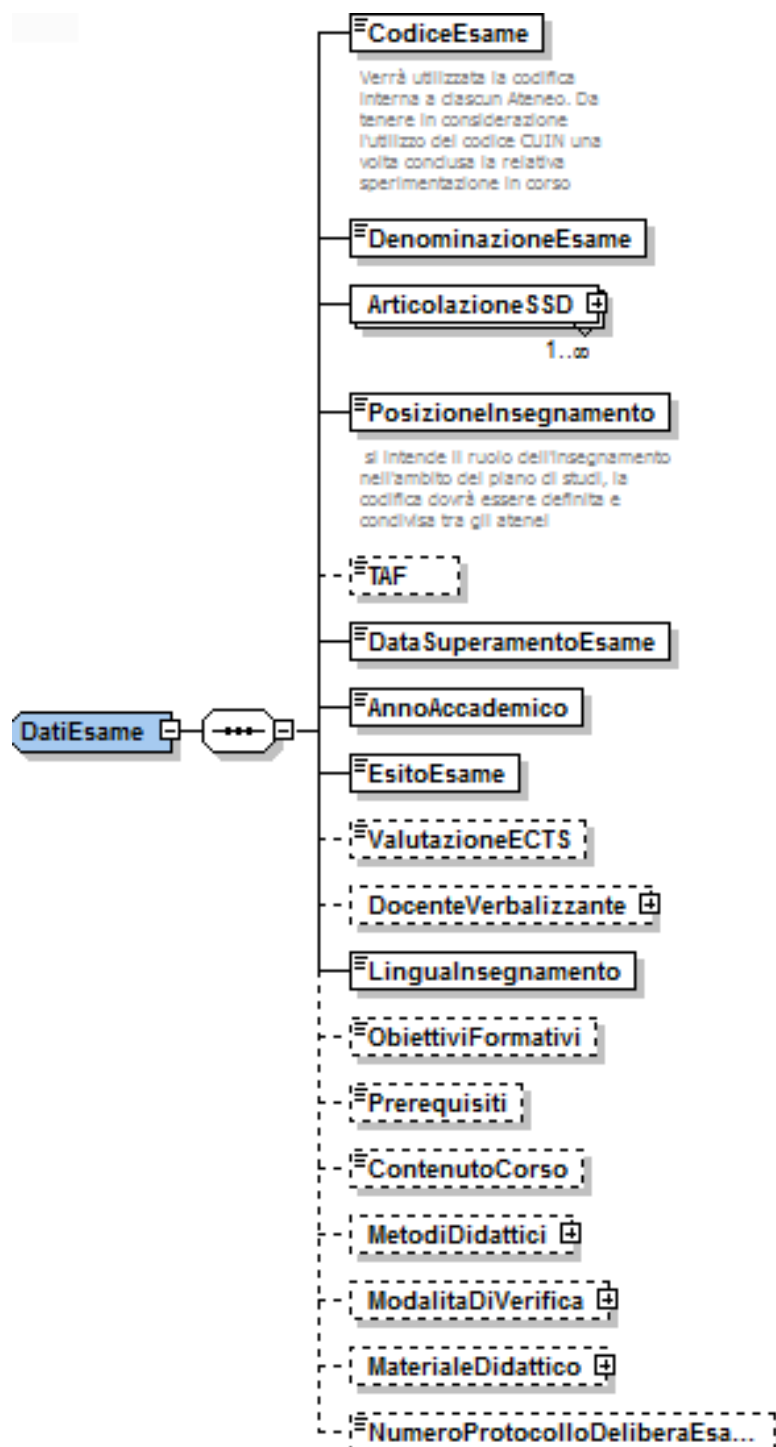 CodiceEsame
Verrà utilizzata la codifica
interna a ciascun Ateneo. Da
tenere in considerazione
l'utilizzo del codice CUIN una
volta conclusa la relativa
sperimentazione in corso
DenominazioneEsame
ArticolazioneSSD
1..∞
PosizioneInsegnamento
si intende il ruolo dell'insegnamento
nell'ambito del piano di studi, la
codifica dovrà essere definita e
condivisa tra gli atenei
TAF
DataSuperamentoEsame
AnnoAccademico
DatiEsame
EsitoEsame
ValutazioneECTS
DocenteVerbalizzante
LinguaInsegnamento
ObiettiviFormativi
Prerequisiti
ContenutoCorso
MetodiDidattici
ModalitaDiVerifica
MaterialeDidattico
NumeroProtocolloDeliberaEsa...